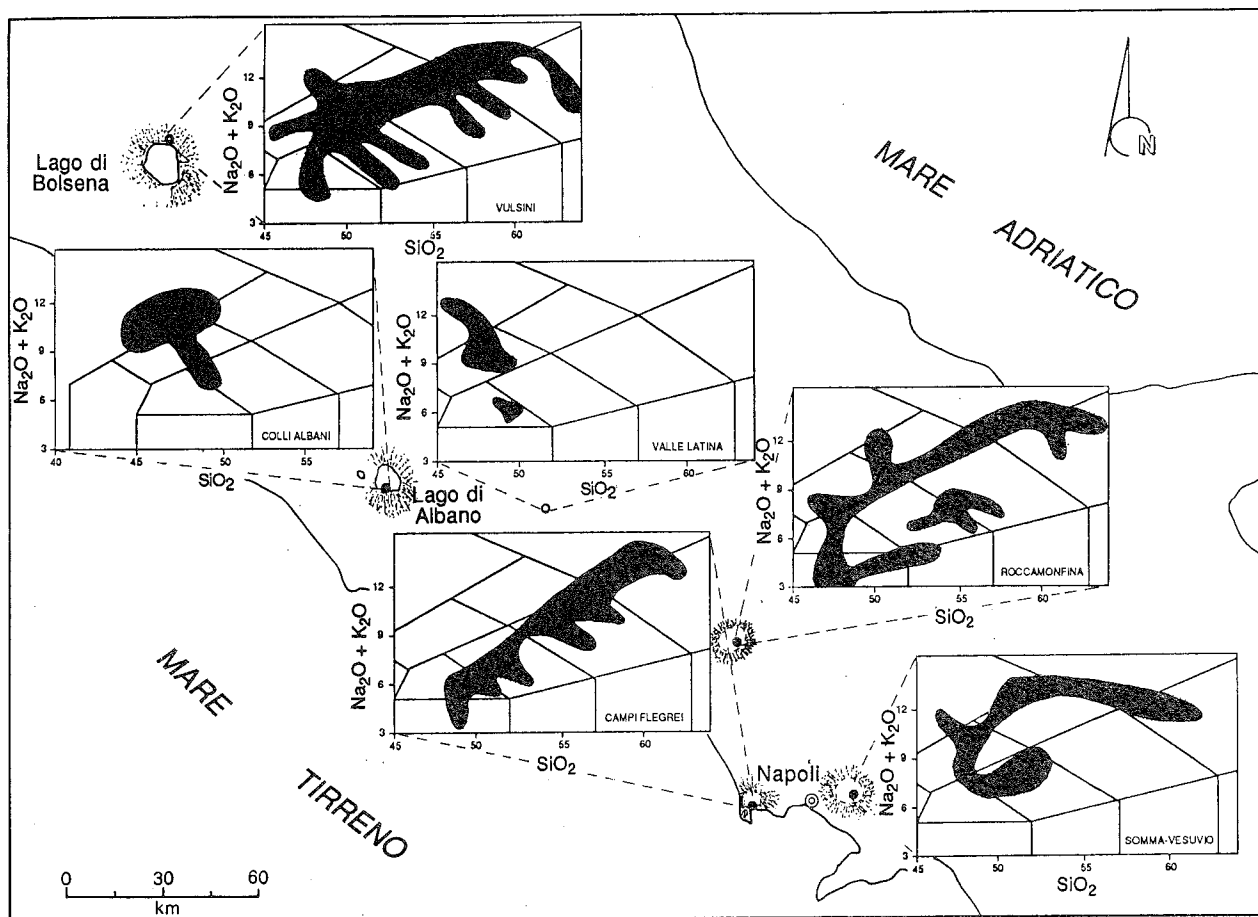 Lago di
Bolsena
Na2O + K2O
12
9
6
3
45
50
55
60
VULSINI
SiO2
N
MARE
ADRIATICO
Na2O + K2O
12
9
6
3
40
45
50
55
COLLI ALBANI
SiO2
Na2O + K2O
12
9
6
3
45
50
55
60
VALLE LATINA
SiO2
Lago di
Albano
Na2O + K2O
12
9
6
3
45
50
55
60
ROCCAMONFINA
SiO2
Na2O + K2O
12
9
6
3
45
50
55
60
CAMPI FLEGREI
SiO2
MARE
TIRRENO
Napoli
Na2O + K2O
12
9
6
3
45
50
55
60
SOMMA-VESUVIO
SiO2
0 30 60
km